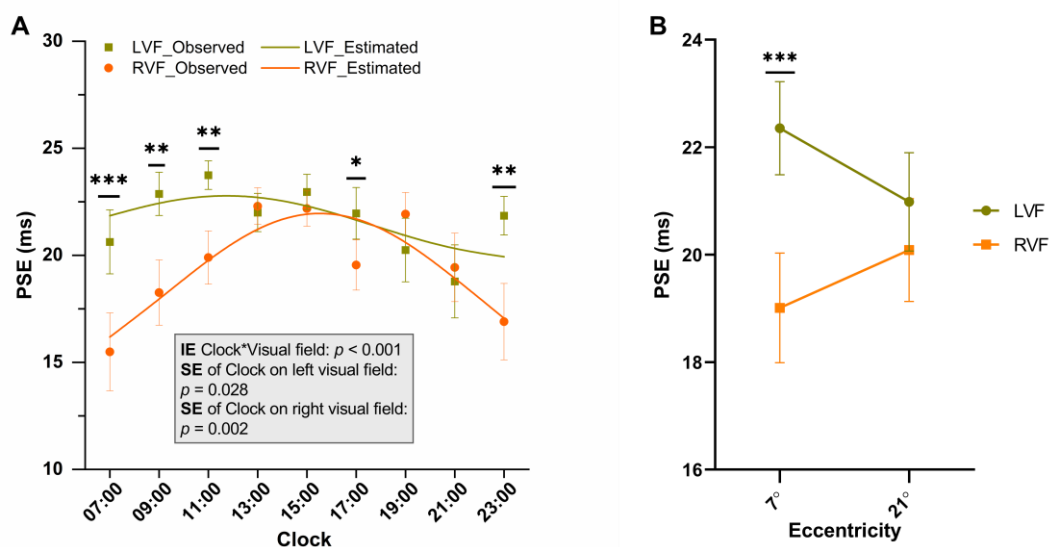 A
30
LVF_Observed
LVF_Estimated
RVF_Observed
RVF_Estimated
25
20
15
10
PSE (ms)
***
**
**
*
**
IE Clock*Visual field: p < 0.001
SE of Clock on left visual field:
p = 0.028
SE of Clock on right visual field:
p = 0.002
07:00
09:00
11:00
13:00
15:00
17:00
19:00
21:00
23:00
Clock
B
24
22
20
18
16
PSE (ms)
***
LVF
RVF
7°
21°
Eccentricity